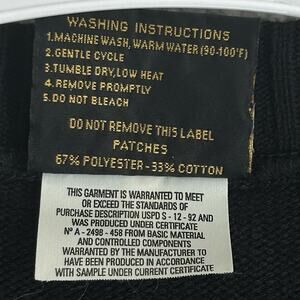 WASHING INSTRUCTIONS
1.MACHINE WASH, WARM WATER (90-100°F)
2.GENTLE CYCLE
3.TUMBLE DRY, LOW HEAT
4.REMOVE PROMPTLY
5.DO NOT BLEACH
DO NOT REMOVE THIS LABEL
PATCHES
67% POLYESTER - 33% COTTON
THIS GARMENT IS WARRANTED TO MEET
OR EXCEED THE STANDARDS OF
PURCHASE DESCRIPTION USPD S - 12 - 92 AND
WAS PRODUCED UNDER CERTIFICATE
Nº A - 2498 - 458 FROM BASIC MATERIAL
AND CONTROLLED COMPONENTS
WARRANTED BY THE MANUFACTURER TO
HAVE BEEN PRODUCED IN ACCORDANCE
WITH SAMPLE UNDER CURRENT CERTIFICATE